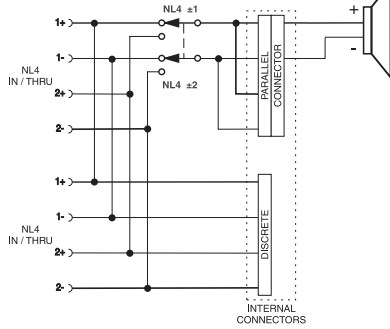 NL4 ±1
1+
1-
NL4
IN / THRU
2+
2-
NL4 ±2
PARALLEL
CONNECTOR
+
-
1+
1-
NL4
IN / THRU
2+
2-
DISCRETE
INTERNAL
CONNECTORS